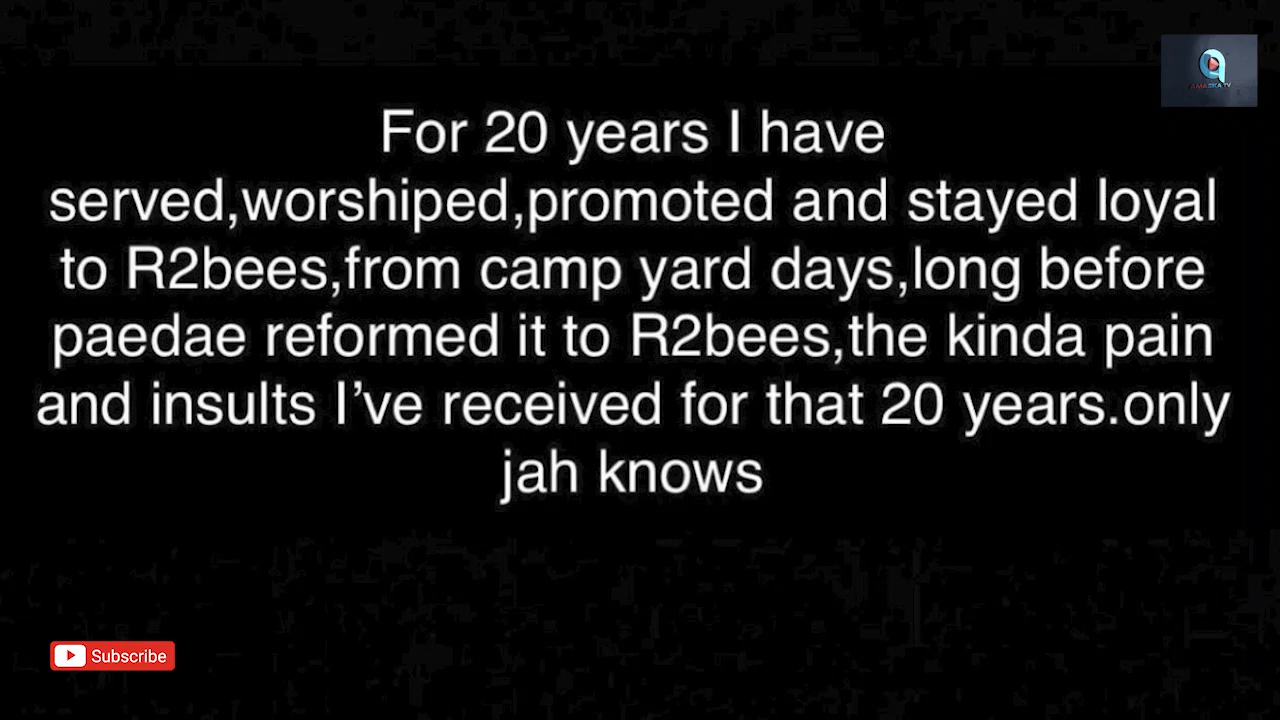 For 20 years I have
served,worshiped,promoted and stayed loyal
to R2bees,from camp yard days,long before
paedae reformed it to R2bees,the kinda pain
and insults I’ve received for that 20 years.only
jah knows
Subscribe